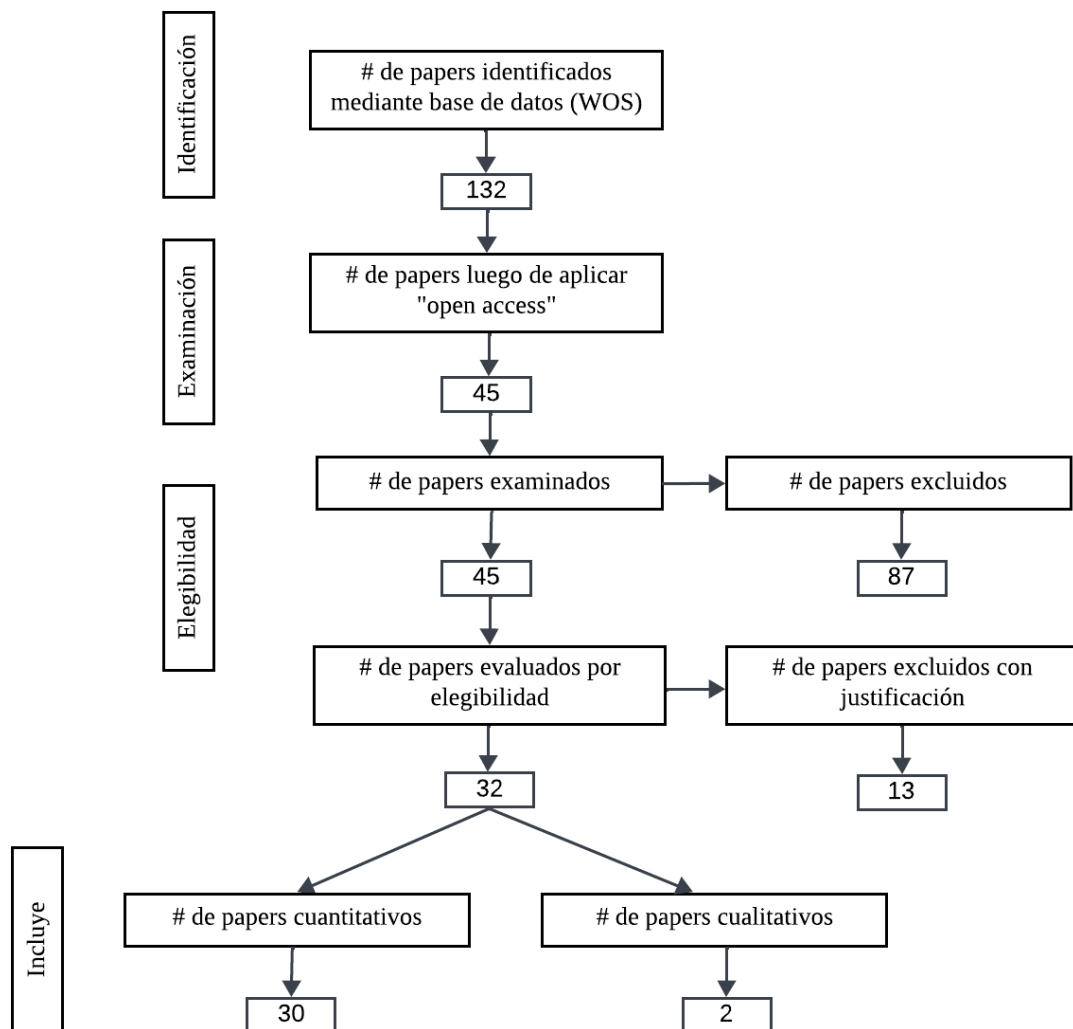 Identificación
# de papers identificados
mediante base de datos (WOS)
132
Examinación
# de papers luego de aplicar
"open access"
45
Elegibilidad
# de papers examinados
# de papers excluidos
45
87
# de papers evaluados por
elegibilidad
# de papers excluidos con
justificación
32
13
Incluye
# de papers cuantitativos
# de papers cualitativos
30
2